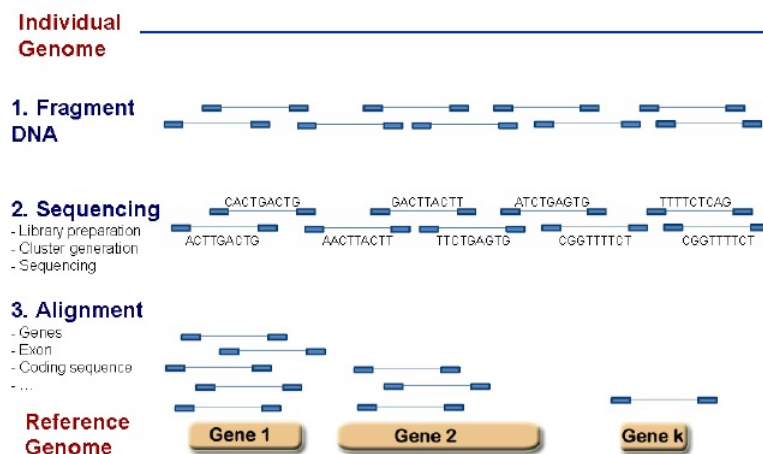 Individual
Genome
1. Fragment
DNA
2. Sequencing
- Library preparation
- Cluster generation
- Sequencing
CACTGACTG GACTTACTT ATCTGAGTG TTTTCTCAG
ACTTGACTG AACTTACTT TTCTGAGTG CGGTTTTCT CGGTTTTCT
3. Alignment
- Genes
- Exon
- Coding sequence
- ...
Reference
Genome
Gene 1 Gene 2 Gene k